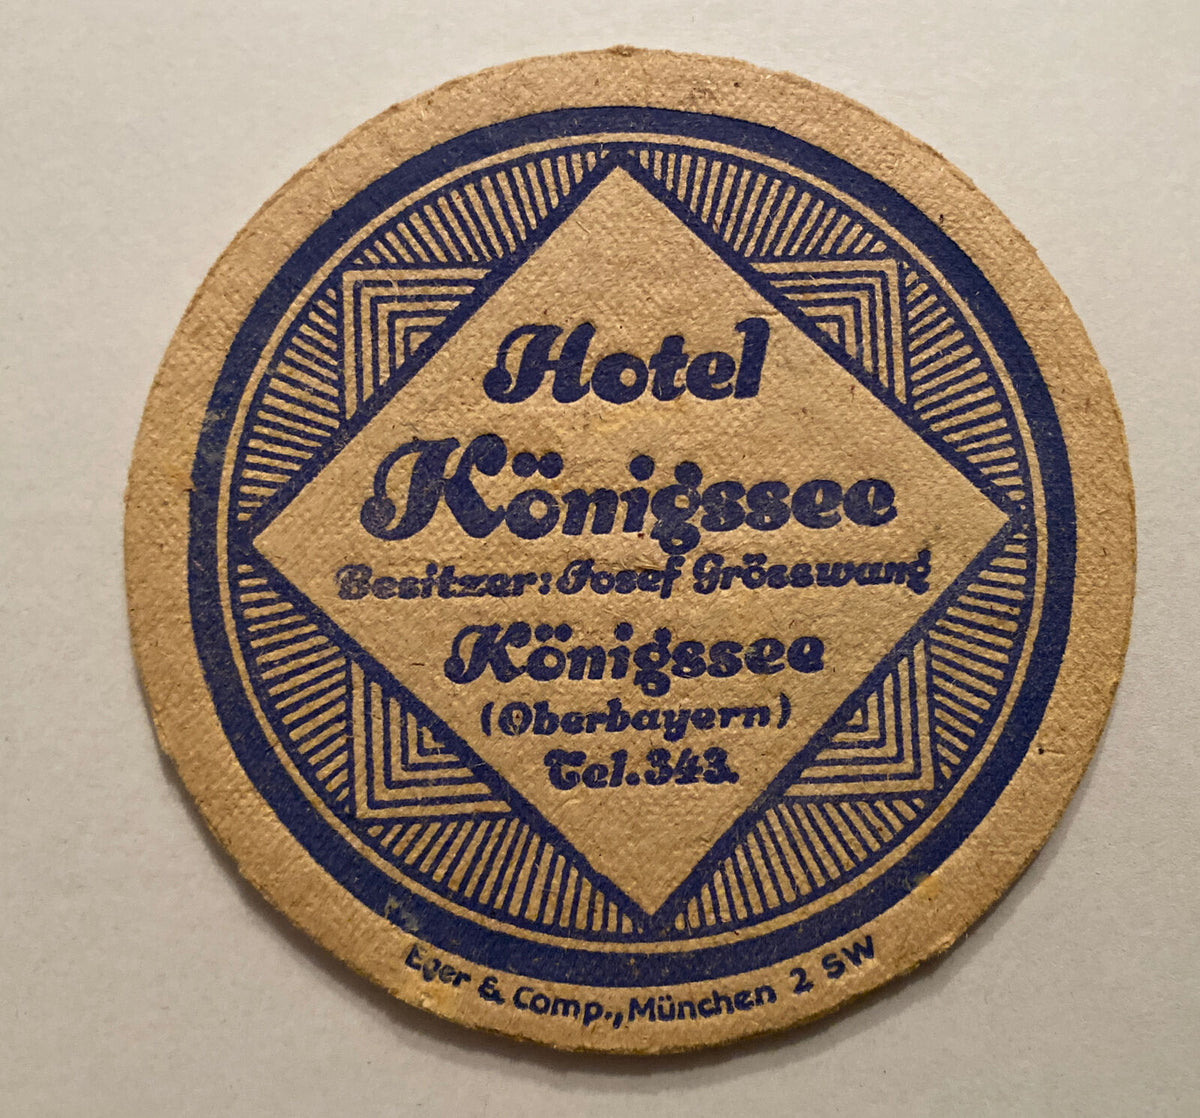 Hotel
Königssee
Besitzer: Josef Grösswang
Königssee
(Oberbayern)
Tel. 343.
Eger & Comp., München 2 SW